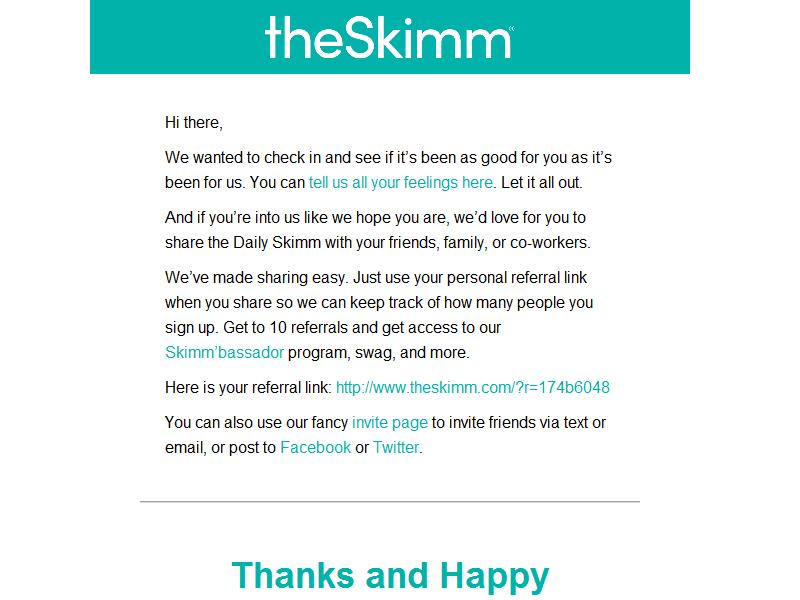 theSkimm
Hi there,
We wanted to check in and see if it’s been as good for you as it’s
been for us. You can tell us all your feelings here. Let it all out.
And if you’re into us like we hope you are, we’d love for you to
share the Daily Skimm with your friends, family, or co-workers.
We’ve made sharing easy. Just use your personal referral link
when you share so we can keep track of how many people you
sign up. Get to 10 referrals and get access to our
Skimm’bassador program, swag, and more.
Here is your referral link: http://www.theskimm.com/?r=174b6048
You can also use our fancy invite page to invite friends via text or
email, or post to Facebook or Twitter.
Thanks and Happy